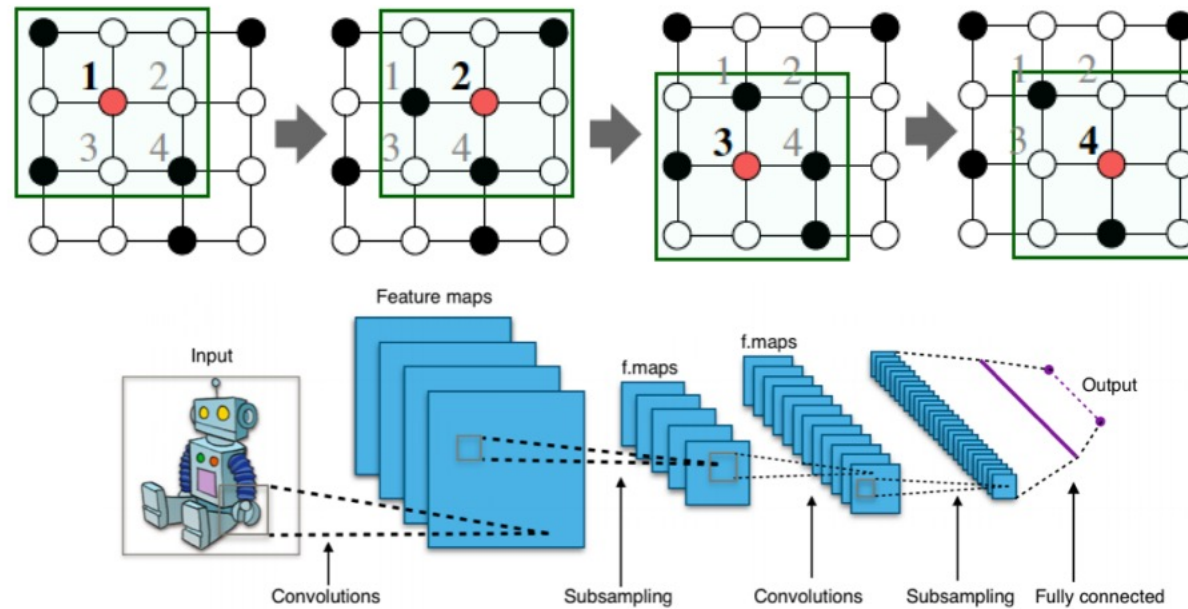 1 2
3 4
1 2
3 4
1 2
3 4
1 2
3 4
Feature maps
Input
f.maps
f.maps
Output
Convolutions
Subsampling
Convolutions
Subsampling
Fully connected